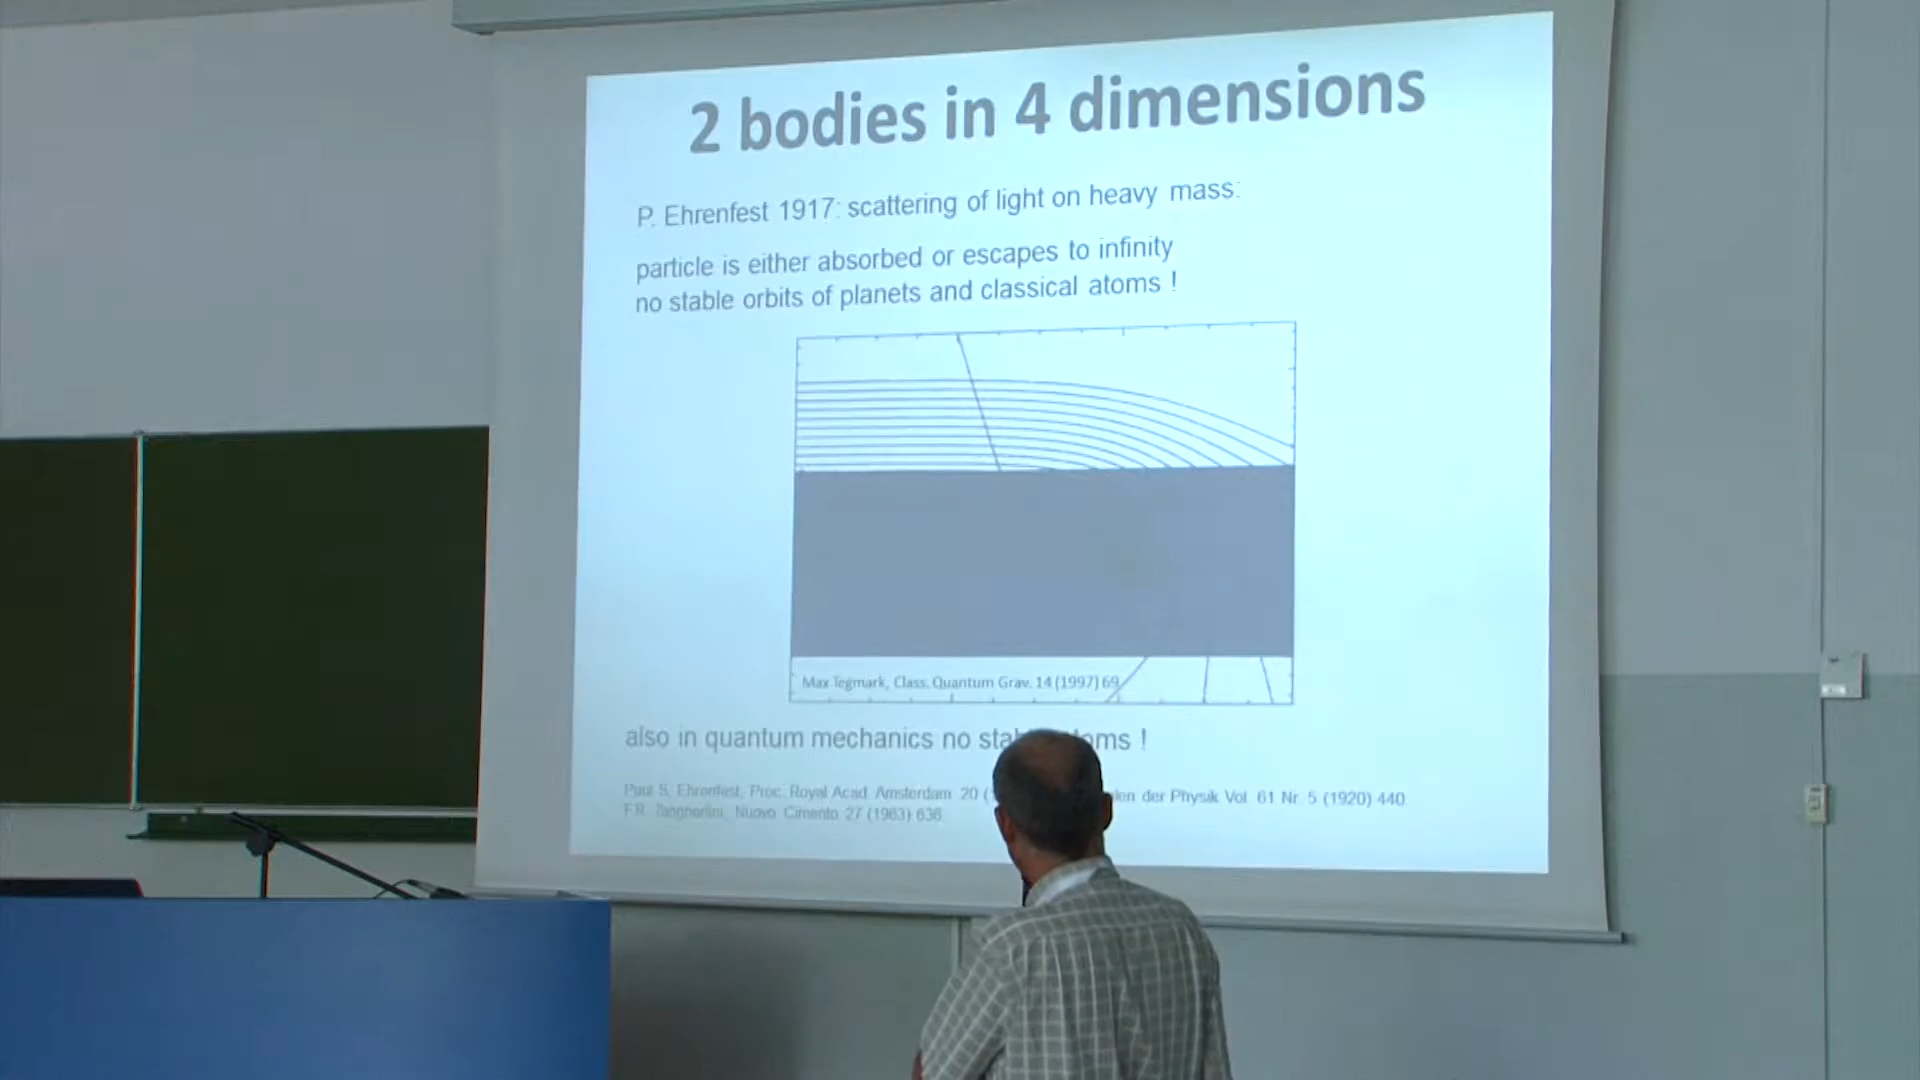 2 bodies in 4 dimensions
P. Ehrenfest 1917: scattering of light on heavy mass:
particle is either absorbed or escapes to infinity
no stable orbits of planets and classical atoms !
Max Tegmark, Class. Quantum Grav. 14 (1997) 69
also in quantum mechanics no !
Paul S. Ehrenfest, Proc. Royal Acad. Amsterdam 20 ( der Physik Vol. 61 Nr. 5 (1920) 440
F.R. Tangherlini, Nuovo Cimento 27 (1963) 636